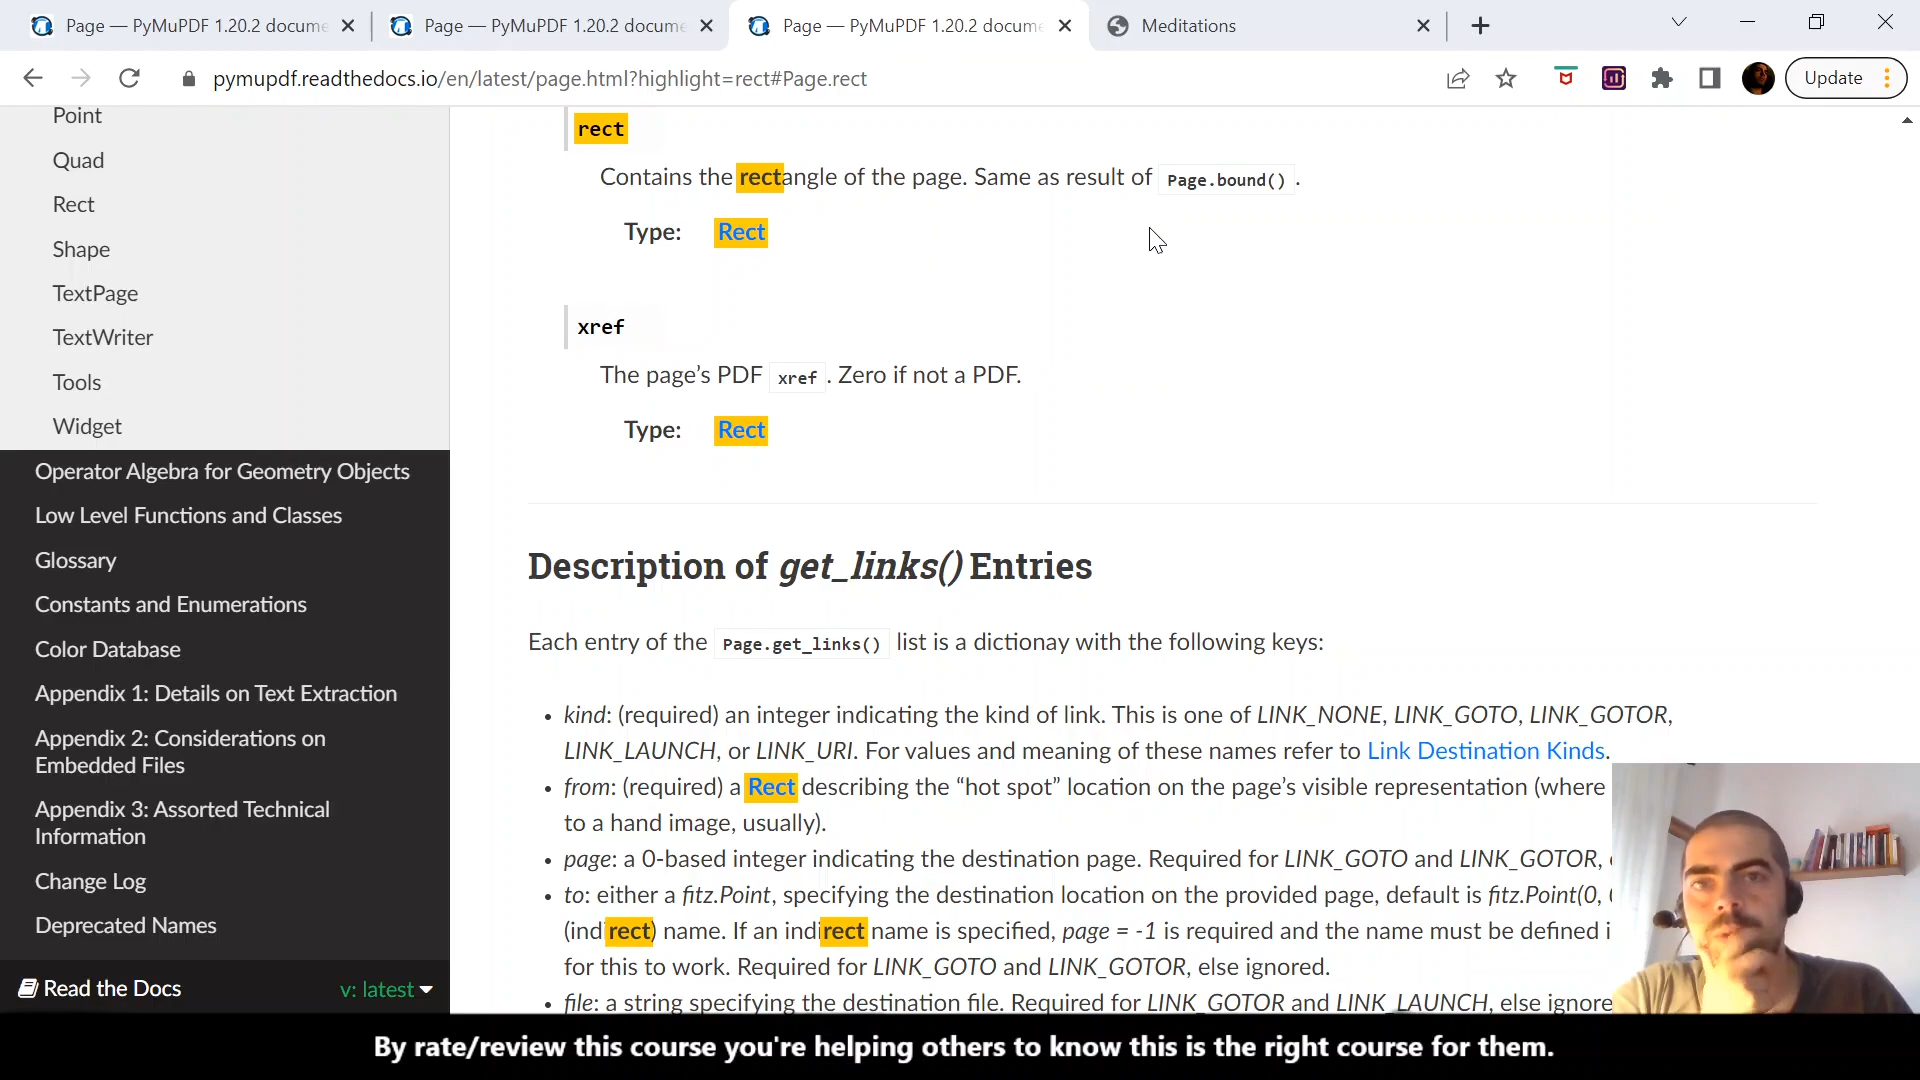 Page — PyMuPDF 1.20.2 docume
Page — PyMuPDF 1.20.2 docume
Page — PyMuPDF 1.20.2 docum
Meditations
pymupdf.readthedocs.io/en/latest/page.html?highlight=rect#Page.rect
Update
Point
Quad
Rect
Shape
TextPage
TextWriter
Tools
Widget
Operator Algebra for Geometry Objects
Low Level Functions and Classes
Glossary
Constants and Enumerations
Color Database
Appendix 1: Details on Text Extraction
Appendix 2: Considerations on
Embedded Files
Appendix 3: Assorted Technical
Information
Change Log
Deprecated Names
Read the Docs
v: latest
rect
Contains the rectangle of the page. Same as result of Page.bound() .
Type: Rect
xref
The page’s PDF xref . Zero if not a PDF.
Type: Rect
Description of get_links() Entries
Each entry of the Page.get_links() list is a dictionay with the following keys:
• kind: (required) an integer indicating the kind of link. This is one of LINK_NONE, LINK_GOTO, LINK_GOTOR,
LINK_LAUNCH, or LINK_URI. For values and meaning of these names refer to Link Destination Kinds.
• from: (required) a Rect describing the “hot spot” location on the page’s visible representation (where
to a hand image, usually).
• page: a 0-based integer indicating the destination page. Required for LINK_GOTO and LINK_GOTOR,
• to: either a fitz.Point, specifying the destination location on the provided page, default is fitz.Point(0,
(indirect) name. If an indirect name is specified, page = -1 is required and the name must be defined i
for this to work. Required for LINK_GOTO and LINK_GOTOR, else ignored.
• file: a string specifying the destination file. Required for LINK_GOTOR and LINK_LAUNCH, else ignore
By rate/review this course you're helping others to know this is the right course for them.